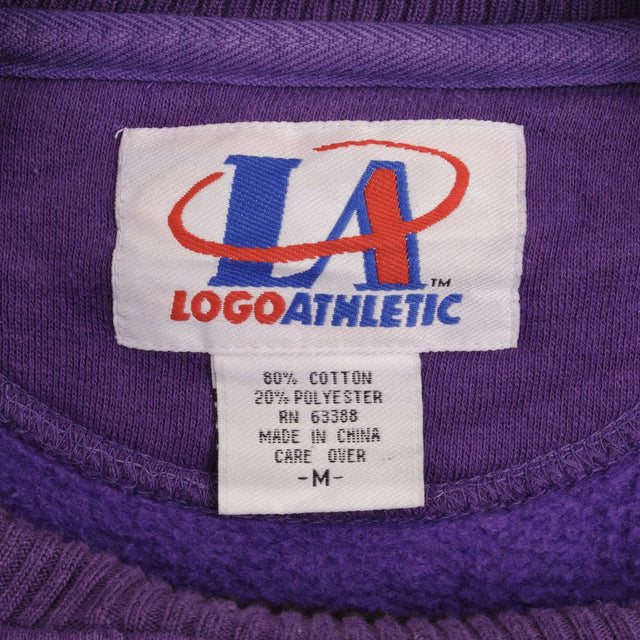 LA
™
LOGOATHLETIC
80% COTTON
20% POLYESTER
RN 63388
MADE IN CHINA
CARE OVER
-M-